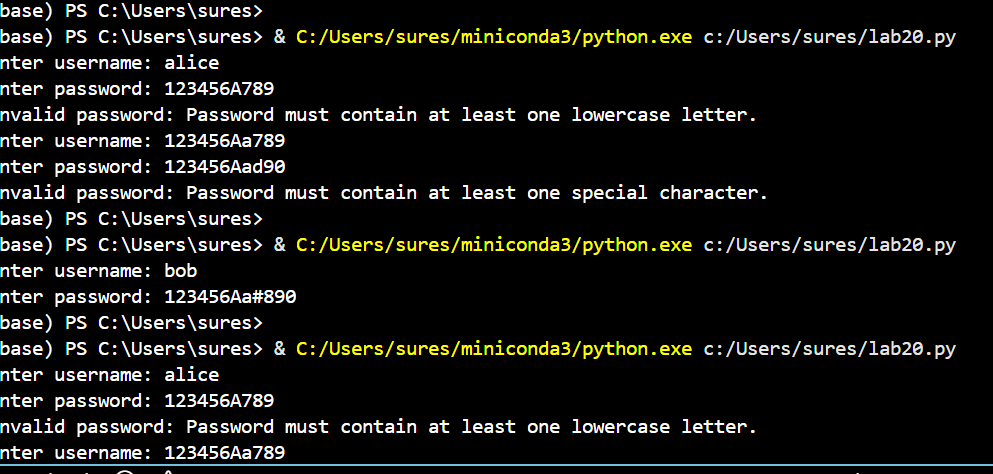 base) PS C:\Users\sures>
base) PS C:\Users\sures> & C:/Users/sures/miniconda3/python.exe c:/Users/sures/lab20.py
nter username: alice
nter password: 123456A789
nvalid password: Password must contain at least one lowercase letter.
nter username: 123456Aa789
nter password: 123456Aad90
nvalid password: Password must contain at least one special character.
base) PS C:\Users\sures>
base) PS C:\Users\sures> & C:/Users/sures/miniconda3/python.exe c:/Users/sures/lab20.py
nter username: bob
nter password: 123456Aa#890
base) PS C:\Users\sures>
base) PS C:\Users\sures> & C:/Users/sures/miniconda3/python.exe c:/Users/sures/lab20.py
nter username: alice
nter password: 123456A789
nvalid password: Password must contain at least one lowercase letter.
nter username: 123456Aa789